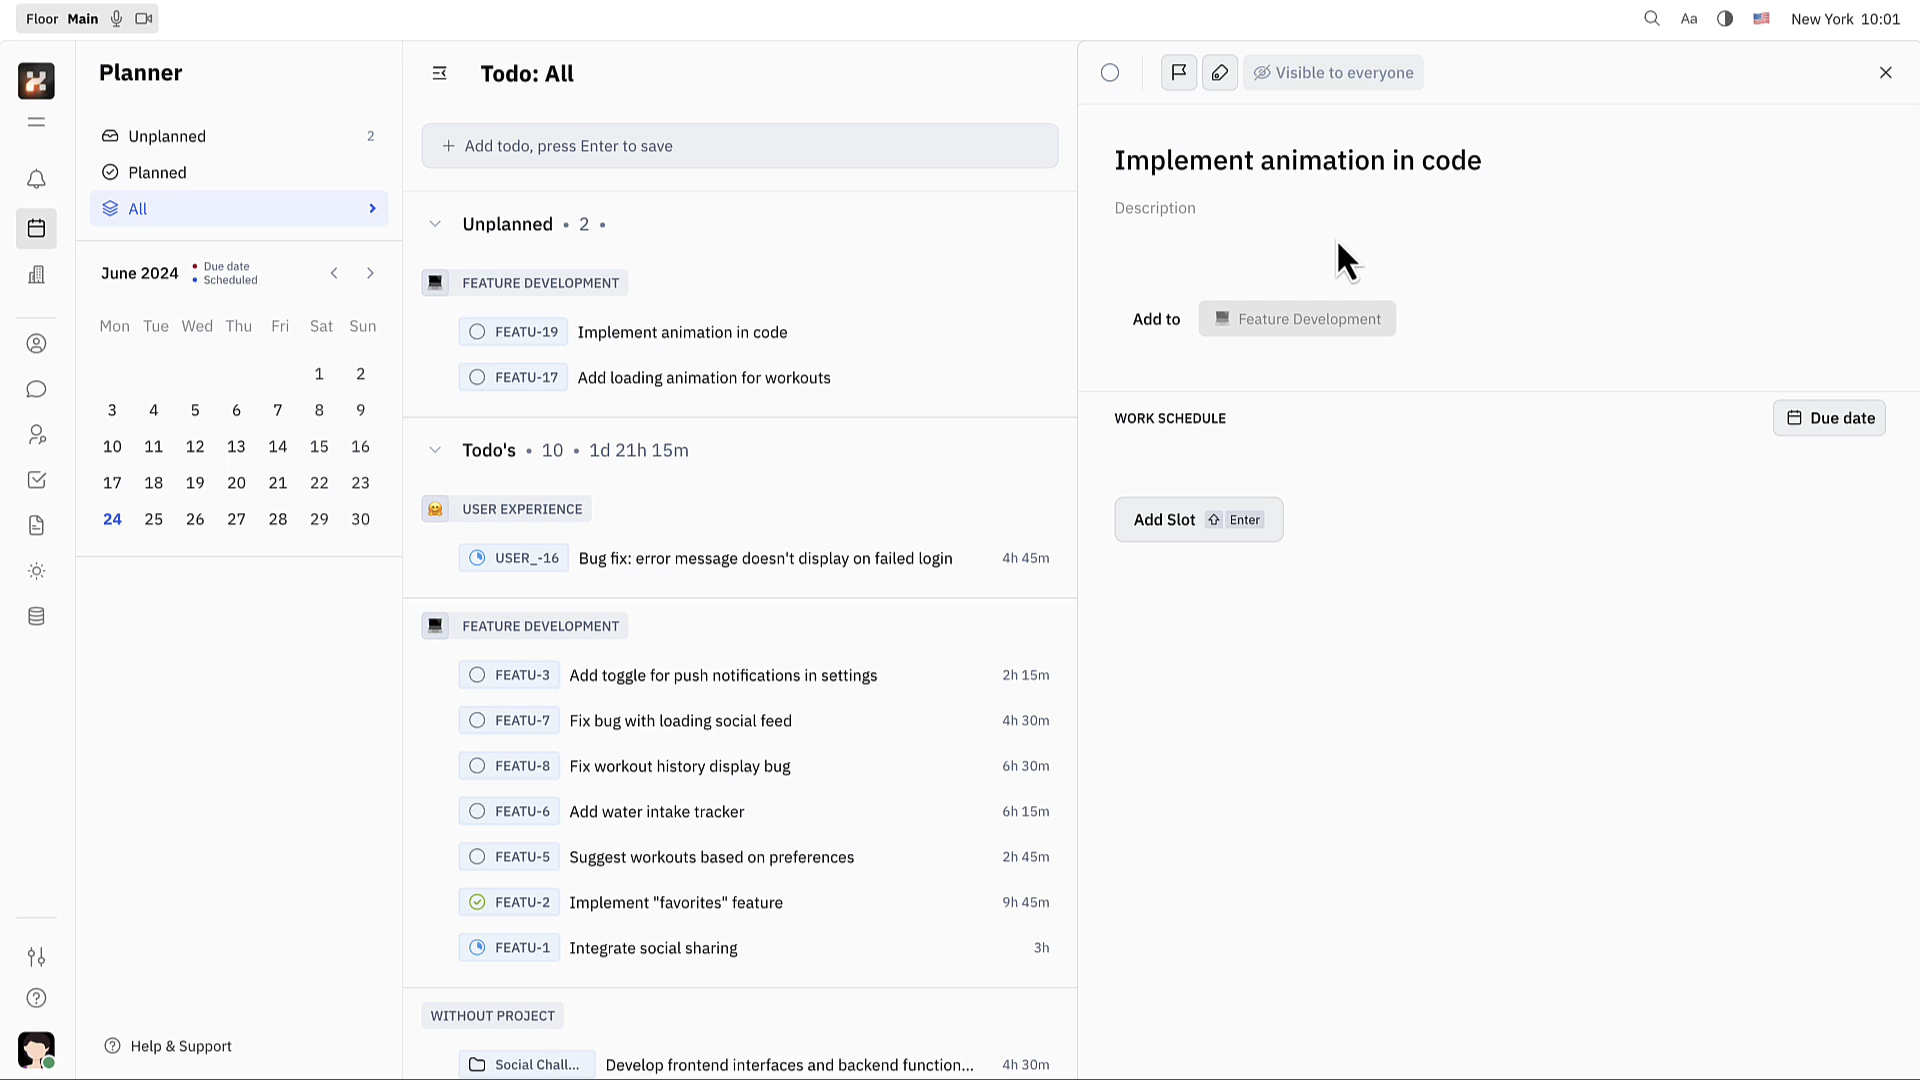 Floor Main
Aa
New York 10:01
Planner
Unplanned 2
Planned
All
June 2024
Due date
Scheduled
Mon Tue Wed Thu Fri Sat Sun
1 2
3 4 5 6 7 8 9
10 11 12 13 14 15 16
17 18 19 20 21 22 23
24 25 26 27 28 29 30
Help & Support
Todo: All
+ Add todo, press Enter to save
Unplanned • 2 •
FEATURE DEVELOPMENT
FEATU-19 Implement animation in code
FEATU-17 Add loading animation for workouts
Todo's • 10 • 1d 21h 15m
USER EXPERIENCE
USER_-16 Bug fix: error message doesn't display on failed login 4h 45m
FEATURE DEVELOPMENT
FEATU-3 Add toggle for push notifications in settings 2h 15m
FEATU-7 Fix bug with loading social feed 4h 30m
FEATU-8 Fix workout history display bug 6h 30m
FEATU-6 Add water intake tracker 6h 15m
FEATU-5 Suggest workouts based on preferences 2h 45m
FEATU-2 Implement "favorites" feature 9h 45m
FEATU-1 Integrate social sharing 3h
WITHOUT PROJECT
Social Chall... Develop frontend interfaces and backend function... 4h 30m
Visible to everyone
Implement animation in code
Description
Add to Feature Development
WORK SCHEDULE
Due date
Add Slot Enter